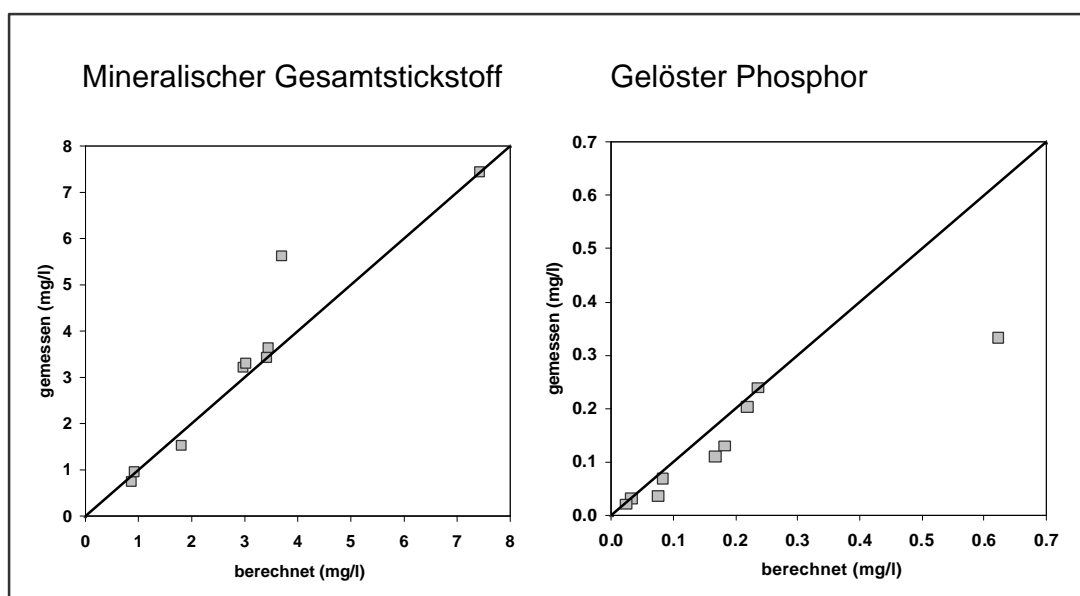 Mineralischer Gesamtstickstoff
8
7
6
5
4
3
2
1
0
gemessen (mg/l)
0 1 2 3 4 5 6 7 8
berechnet (mg/l)
Gelöster Phosphor
0.7
0.6
0.5
0.4
0.3
0.2
0.1
0.0
gemessen (mg/l)
0.0 0.1 0.2 0.3 0.4 0.5 0.6 0.7
berechnet (mg/l)